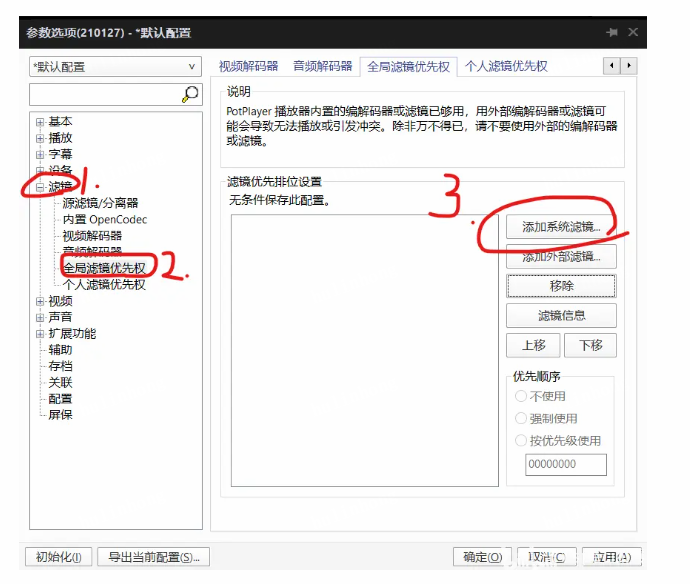 参数选项(210127) - *默认配置
*默认配置
基本
播放
字幕
设备
滤镜
1.
源滤镜/分离器
内置 OpenCodec
视频解码器
音频解码器
全局滤镜优先权
2.
个人滤镜优先权
视频
声音
扩展功能
辅助
存档
关联
配置
屏保
视频解码器 音频解码器 全局滤镜优先权 个人滤镜优先权
说明
PotPlayer 播放器内置的编解码器或滤镜已够用，用外部编解码器或滤镜可
能会导致无法播放或引发冲突。除非万不得已，请不要使用外部的编解码器
或滤镜。
滤镜优先排位设置
无条件保存此配置。
3.
添加系统滤镜...
添加外部滤镜...
移除
滤镜信息
上移 下移
优先顺序
不使用
强制使用
按优先级使用
00000000
初始化(I) 导出当前配置(S)... 确定(O) 取消(C) 应用(A)